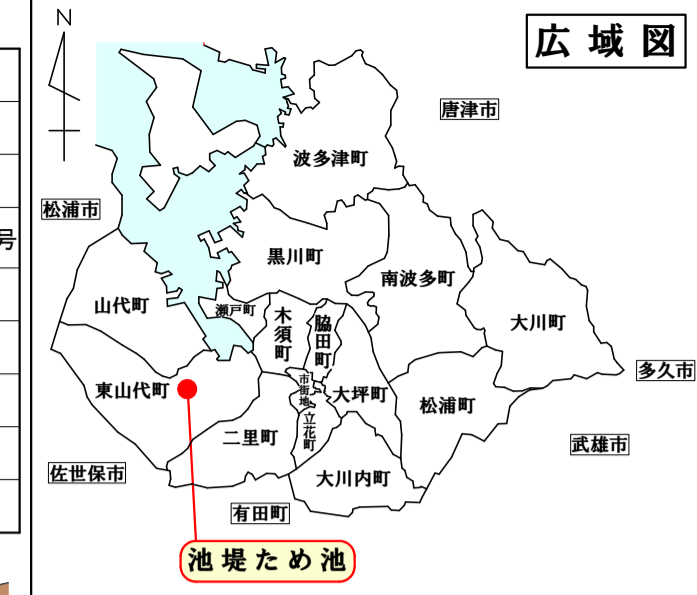 N
広域図
唐津市
波多津町
松浦市
号
黒川町
南波多町
山代町
瀬戸町
木須町
脇田町
大川町
多久市
東山代町
市街地
大坪町
松浦町
立花町
二里町
武雄市
佐世保市
大川内町
有田町
池堤ため池